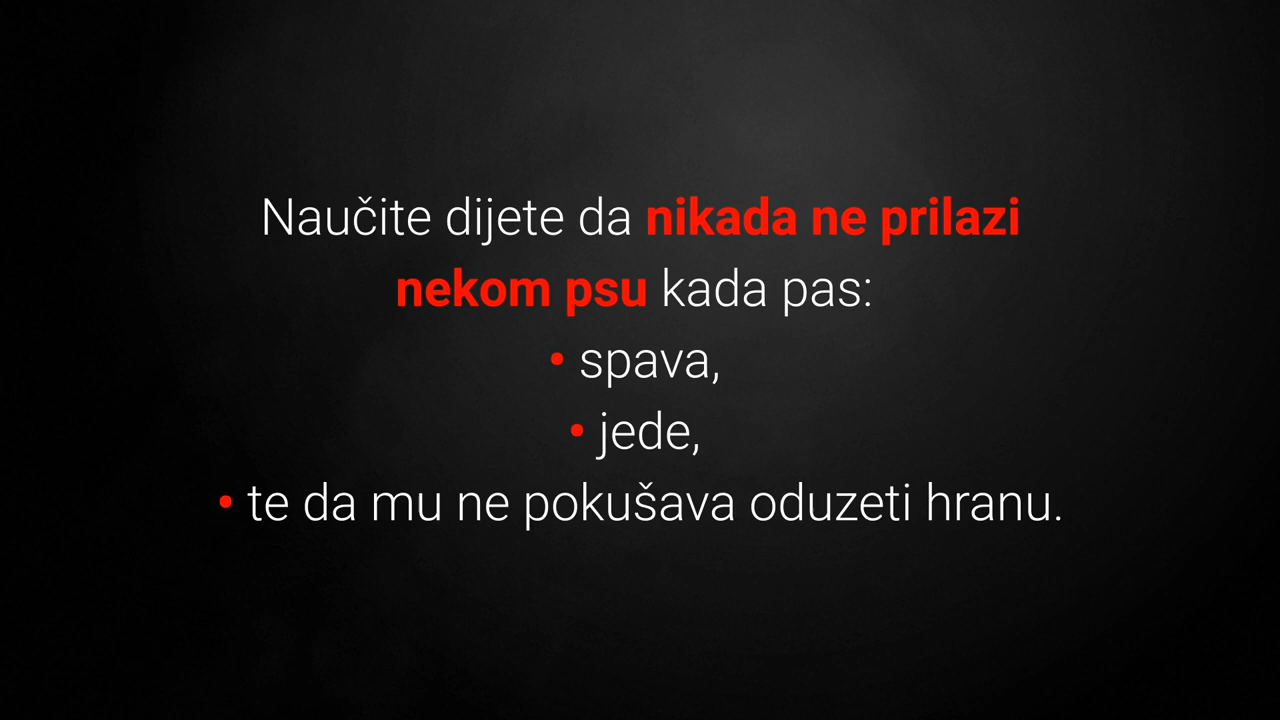 Naučite dijete da nikada ne prilazi
nekom psu kada pas:
• spava,
• jede,
• te da mu ne pokušava oduzeti hranu.